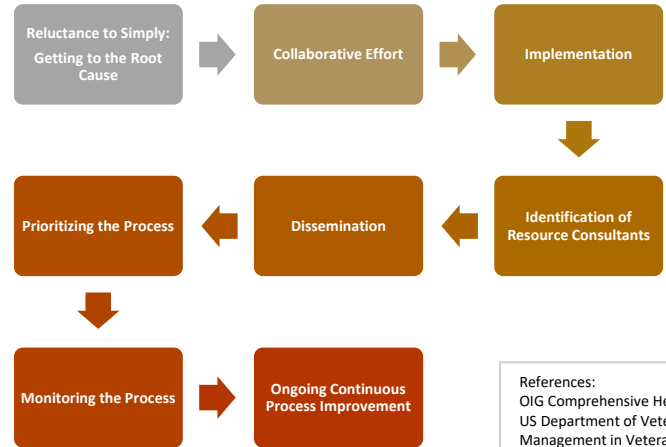 Reluctance to Simply:
Getting to the Root
Cause
Collaborative Effort
Implementation
Identification of
Resource Consultants
Dissemination
Prioritizing the Process
Monitoring the Process
Ongoing Continuous
Process Improvement
References:
OIG Comprehensive
US Department of
Management in